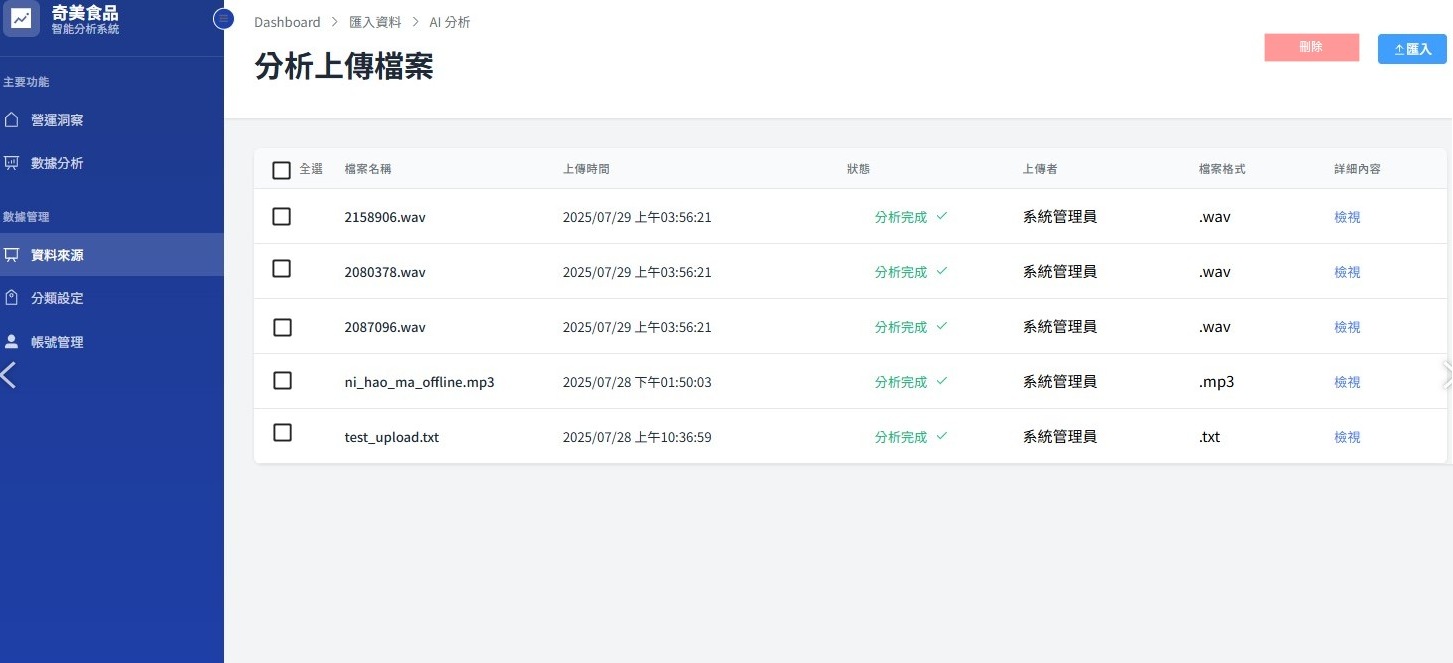 奇美食品
智能分析系統
主要功能
營運洞察
數據分析
數據管理
資料來源
分類設定
帳號管理
Dashboard > 匯入資料 > AI 分析
分析上傳檔案
刪除
匯入
全選 檔案名稱 上傳時間 狀態 上傳者 檔案格式 詳細內容
2158906.wav 2025/07/29 上午03:56:21 分析完成 系統管理員 .wav 檢視
2080378.wav 2025/07/29 上午03:56:21 分析完成 系統管理員 .wav 檢視
2087096.wav 2025/07/29 上午03:56:21 分析完成 系統管理員 .wav 檢視
ni_hao_ma_offline.mp3 2025/07/28 下午01:50:03 分析完成 系統管理員 .mp3 檢視
test_upload.txt 2025/07/28 上午10:36:59 分析完成 系統管理員 .txt 檢視